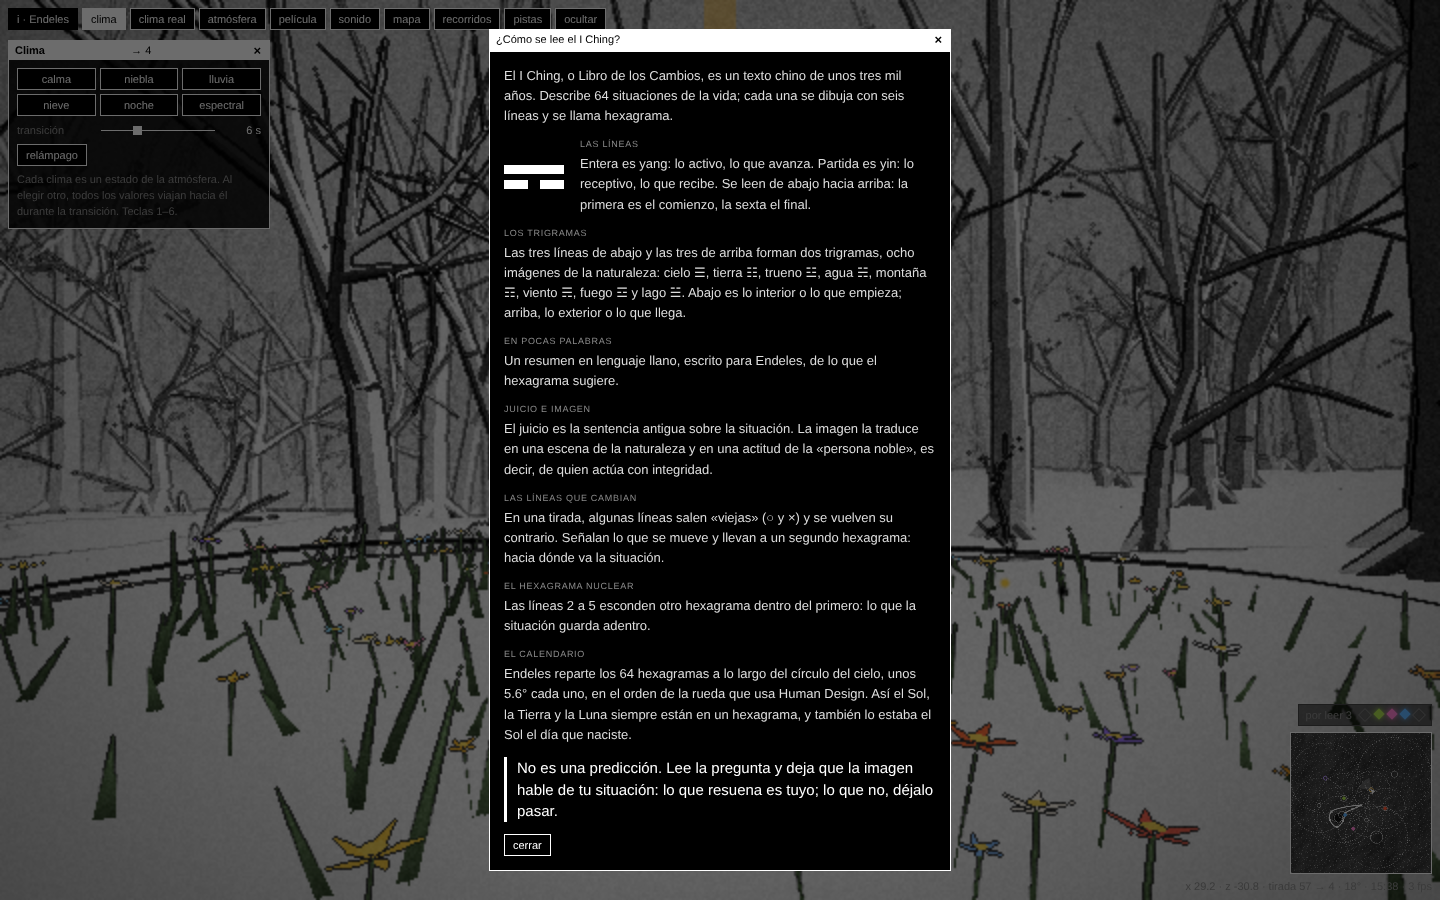 i · Endeles
clima
clima real
atmósfera
película
sonido
mapa
recorridos
pistas
ocultar
Clima → 4 ×
calma niebla lluvia
nieve noche espectral
transición 6 s
relámpago
Cada clima es un estado de la atmósfera. Al
elegir otro, todos los valores viajan hacia él
durante la transición. Teclas 1–6.
¿Cómo se lee el I Ching? ×
El I Ching, o Libro de los Cambios, es un texto chino de unos tres mil
años. Describe 64 situaciones de la vida; cada una se dibuja con seis
líneas y se llama hexagrama.
LAS LÍNEAS
Entera es yang: lo activo, lo que avanza. Partida es yin: lo
receptivo, lo que recibe. Se leen de abajo hacia arriba: la
primera es el comienzo, la sexta el final.
LOS TRIGRAMAS
Las tres líneas de abajo y las tres de arriba forman dos trigramas, ocho
imágenes de la naturaleza: cielo ☰, tierra ☷, trueno ☳, agua ☵, montaña
☶, viento ☴, fuego ☲ y lago ☱. Abajo es lo interior o lo que empieza;
arriba, lo exterior o lo que llega.
EN POCAS PALABRAS
Un resumen en lenguaje llano, escrito para Endeles, de lo que el
hexagrama sugiere.
JUICIO E IMAGEN
El juicio es la sentencia antigua sobre la situación. La imagen la traduce
en una escena de la naturaleza y en una actitud de la «persona noble», es
decir, de quien actúa con integridad.
LAS LÍNEAS QUE CAMBIAN
En una tirada, algunas líneas salen «viejas» (○ y ×) y se vuelven su
contrario. Señalan lo que se mueve y llevan a un segundo hexagrama:
hacia dónde va la situación.
EL HEXAGRAMA NUCLEAR
Las líneas 2 a 5 esconden otro hexagrama dentro del primero: lo que la
situación guarda adentro.
EL CALENDARIO
Endeles reparte los 64 hexagramas a lo largo del círculo del cielo, unos
5.6° cada uno, en el orden de la rueda que usa Human Design. Así el Sol,
la Tierra y la Luna siempre están en un hexagrama, y también lo estaba el
Sol el día que naciste.
No es una predicción. Lee la pregunta y deja que la imagen
hable de tu situación: lo que resuena es tuyo; lo que no, déjalo
pasar.
cerrar
por leer 3
x 29.2 · z -30.8 · tirada 57 → 4 · 18° · 15:38 · 3 fps